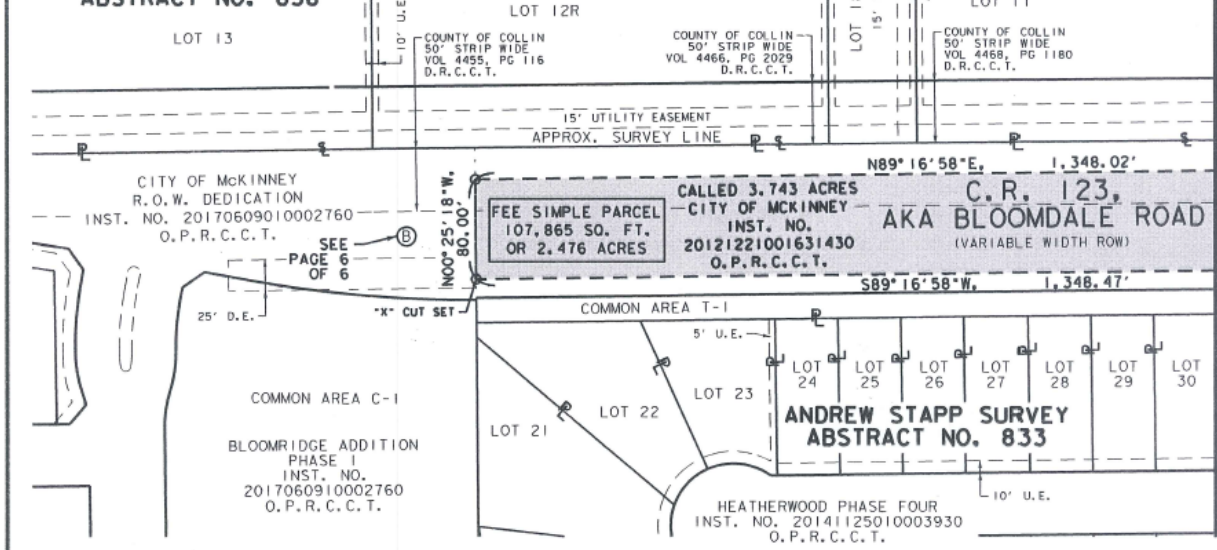 ABSTRACT NO. 858
LOT 13
10' U.E.
LOT 12R
COUNTY OF COLLIN
50' STRIP WIDE
VOL 4455, PG 116
D.R.C.C.T.
COUNTY OF COLLIN
50' STRIP WIDE
VOL 4466, PG 2029
D.R.C.C.T.
LOT
15'
LOT 11
COUNTY OF COLLIN
50' STRIP WIDE
VOL 4468, PG 1180
D.R.C.C.T.
15' UTILITY EASEMENT
APPROX. SURVEY LINE
CITY OF McKINNEY
R.O.W. DEDICATION
INST. NO. 20170609010002760
O.P.R.C.C.T.
SEE
PAGE 6
OF 6
B
25' D.E.
N00°25'18"W,
80.00'
"X" CUT SET
FEE SIMPLE PARCEL
107,865 SQ. FT.
OR 2.476 ACRES
CALLED 3.743 ACRES
CITY OF MCKINNEY
INST. NO.
20121221001631430
O.P.R.C.C.T.
N89°16'58"E, 1,348.02'
C.R. 123,
AKA BLOOMDALE ROAD
(VARIABLE WIDTH ROW)
S89°16'58"W, 1,348.47'
COMMON AREA T-1
5' U.E.
LOT 21
LOT 22
LOT 23
LOT
24
LOT
25
LOT
26
LOT
27
LOT
28
LOT
29
LOT
30
ANDREW STAPP SURVEY
ABSTRACT NO. 833
10' U.E.
COMMON AREA C-1
BLOOMRIDGE ADDITION
PHASE 1
INST. NO.
2017060910002760
O.P.R.C.C.T.
HEATHERWOOD PHASE FOUR
INST. NO. 20141125010003930
O.P.R.C.C.T.